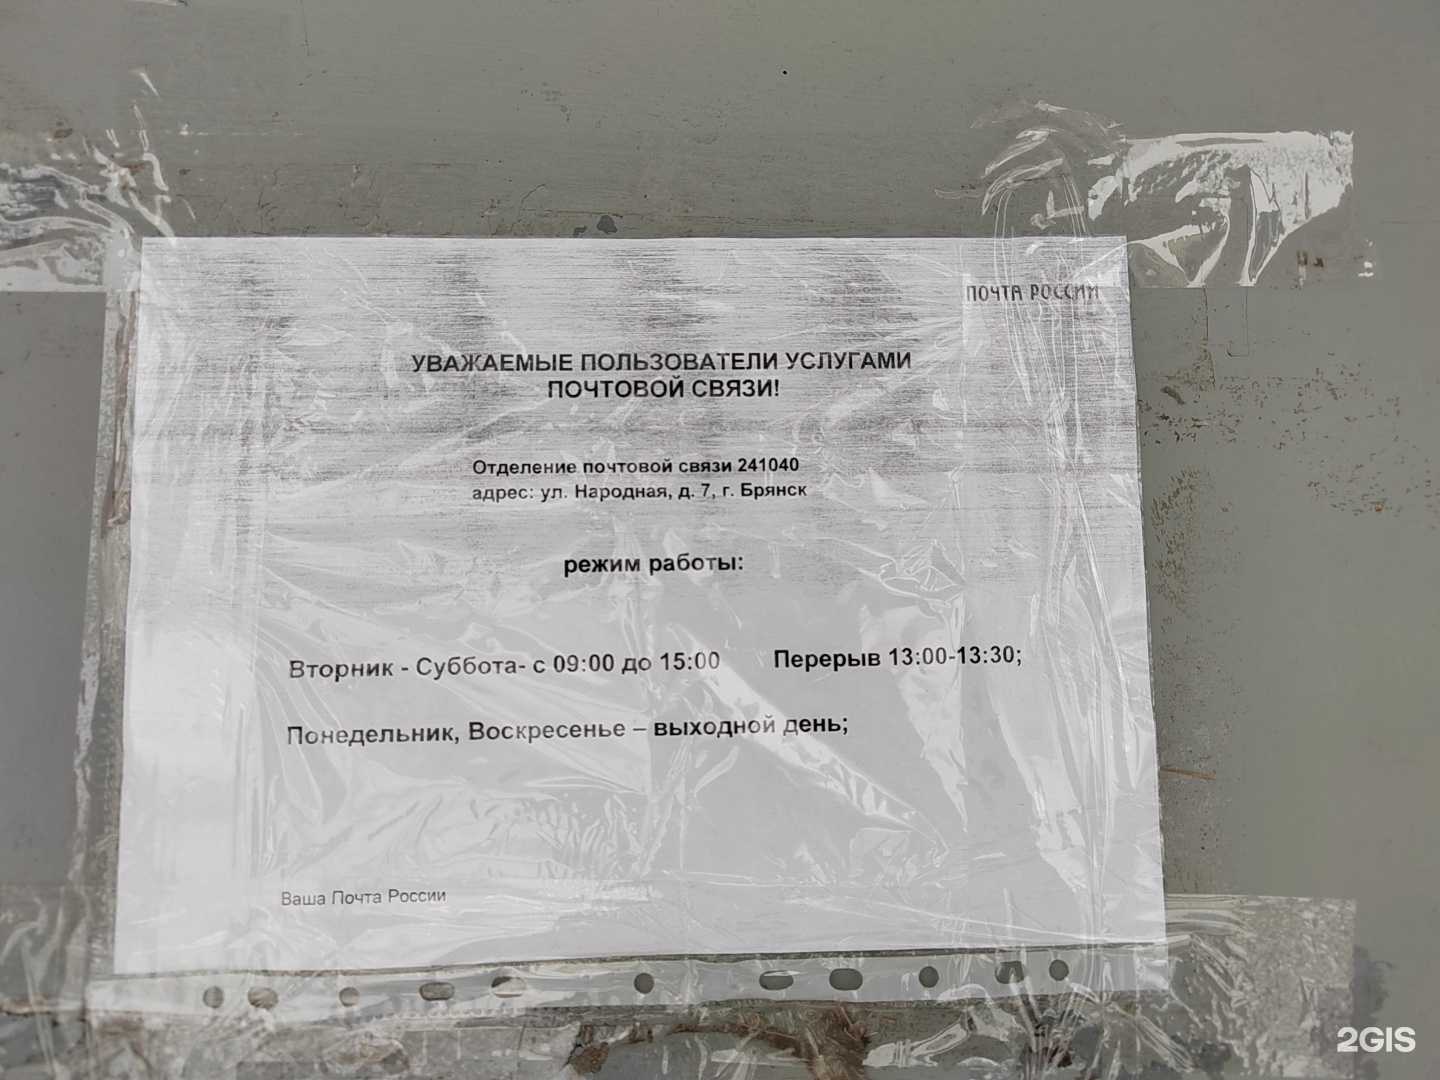 ПОЧТА РОССИИ
УВАЖАЕМЫЕ ПОЛЬЗОВАТЕЛИ УСЛУГАМИ
ПОЧТОВОЙ СВЯЗИ!
Отделение почтовой связи 241040
адрес: ул. Народная, д. 7, г. Брянск
режим работы:
Вторник - Суббота- с 09:00 до 15:00 Перерыв 13:00-13:30;
Понедельник, Воскресенье – выходной день;
Ваша Почта России
2GIS